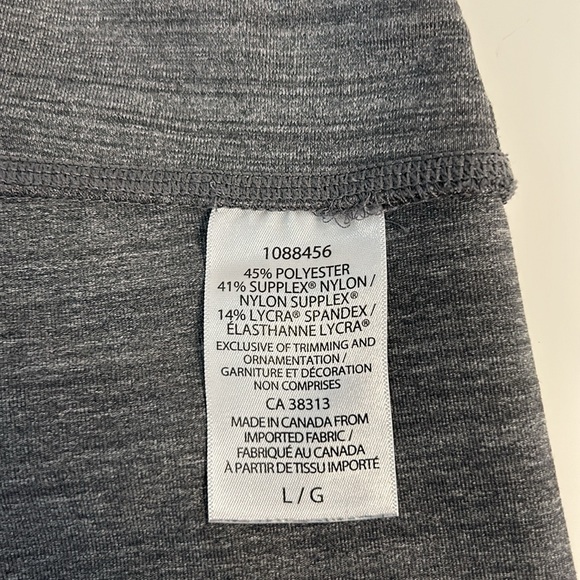 1088456
45% POLYESTER
41% SUPPLEX® NYLON /
NYLON SUPPLEX®
14% LYCRA® SPANDEX /
ÉLASTHANNE LYCRA®
EXCLUSIVE OF TRIMMING AND
ORNAMENTATION /
GARNITURE ET DÉCORATION
NON COMPRISES
CA 38313
MADE IN CANADA FROM
IMPORTED FABRIC /
FABRIQUÉ AU CANADA
À PARTIR DE TISSU IMPORTÉ
L / G